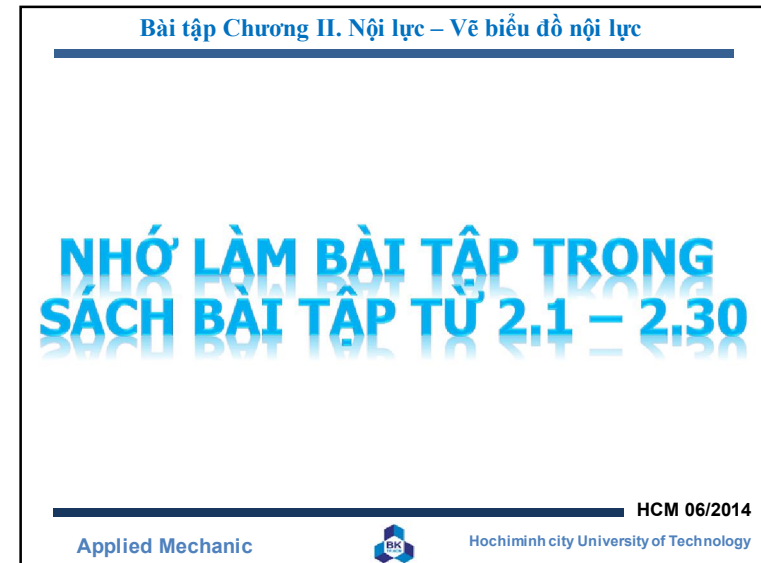 Bài tập Chương II. Nội lực – Vẽ biểu đồ nội lực
NHỚ LÀM BÀI TẬP TRONG
SÁCH BÀI TẬP TỪ 2.1 – 2.30
HCM 06/2014
Applied Mechanic
BK
Hochiminh city University of Technology